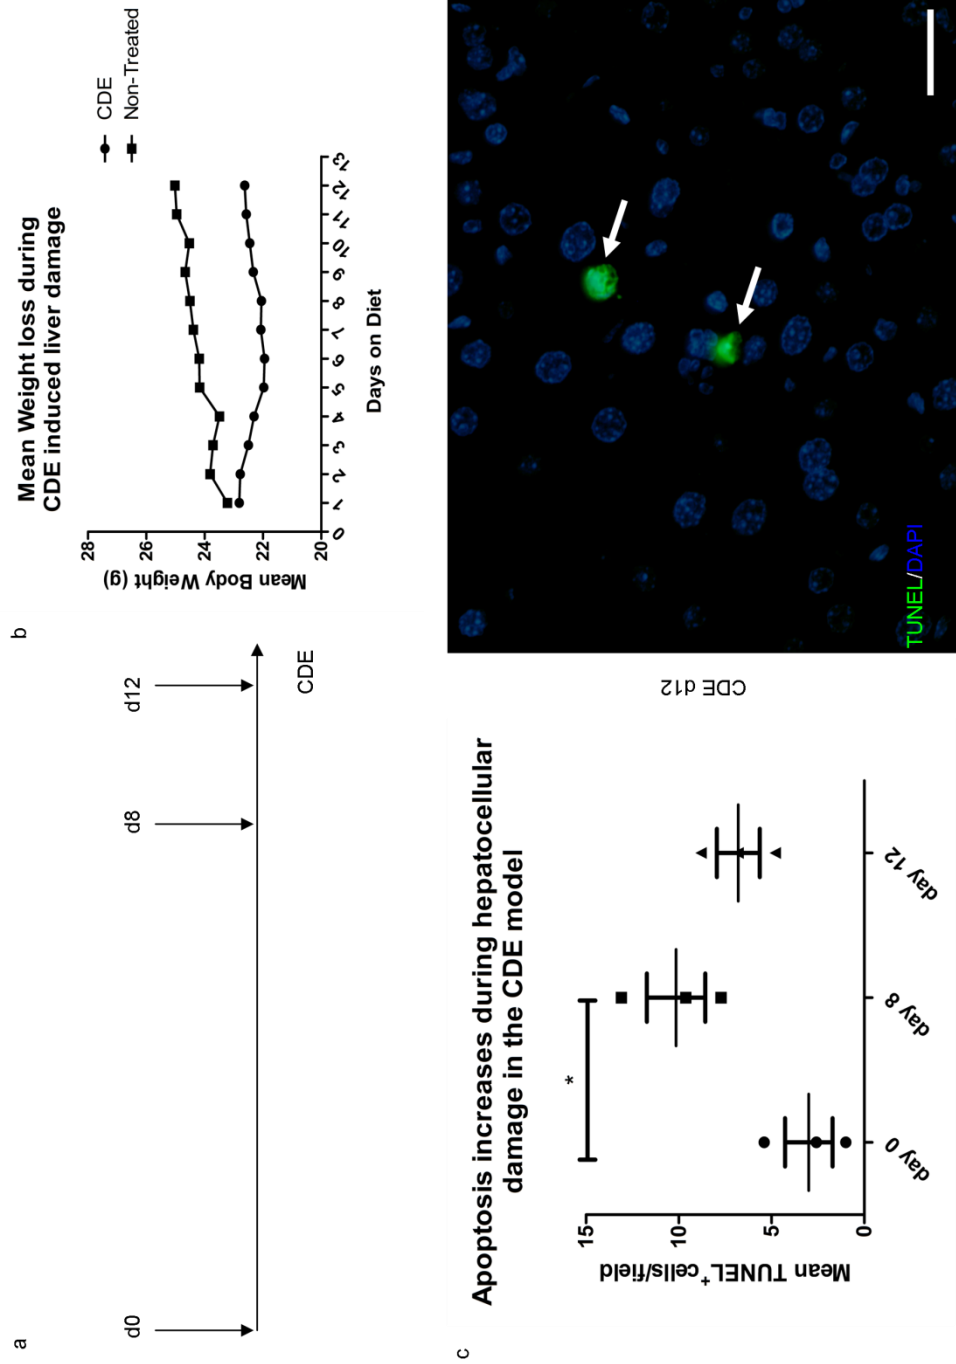 a
d0
d8
d12
CDE
b
Mean Weight loss during
CDE induced liver damage
CDE
Non-Treated
Mean Body Weight (g)
28
26
24
22
20
0 1 2 3 4 5 6 7 8 9 10 11 12 13
Days on Diet
c
Apoptosis increases during hepatocellular
damage in the CDE model
Mean TUNEL⁺cells/field
15
10
5
0
*
day 0
day 8
day 12
CDE d12
TUNEL/DAPI